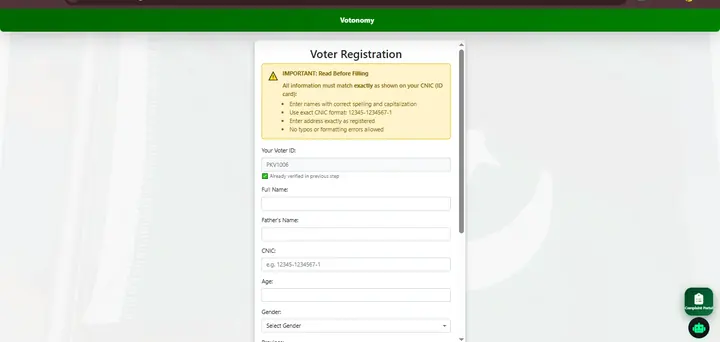 Votonomy
Voter Registration
IMPORTANT: Read Before Filling
All information must match exactly as shown on your CNIC (ID
card):
• Enter names with correct spelling and capitalization
• Use exact CNIC format: 12345-1234567-1
• Enter address exactly as registered
• No typos or formatting errors allowed
Your Voter ID:
PKV1006
Already verified in previous step
Full Name:
Father's Name:
CNIC:
e.g. 12345-1234567-1
Age:
Gender:
Select Gender
Complaint Portal